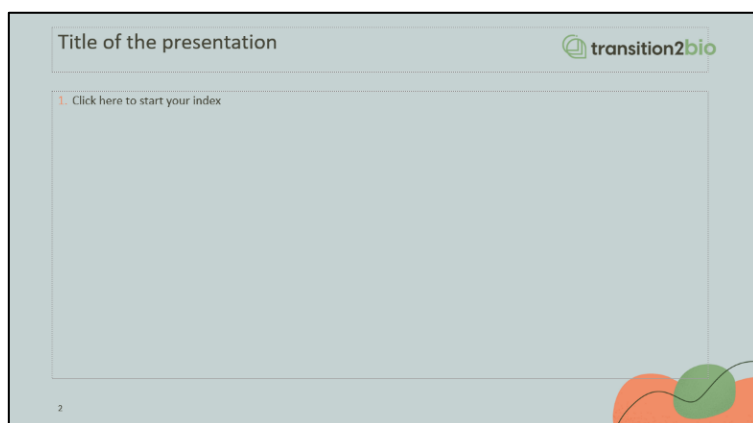 Title of the presentation
transition2bio
1. Click here to start your index
2